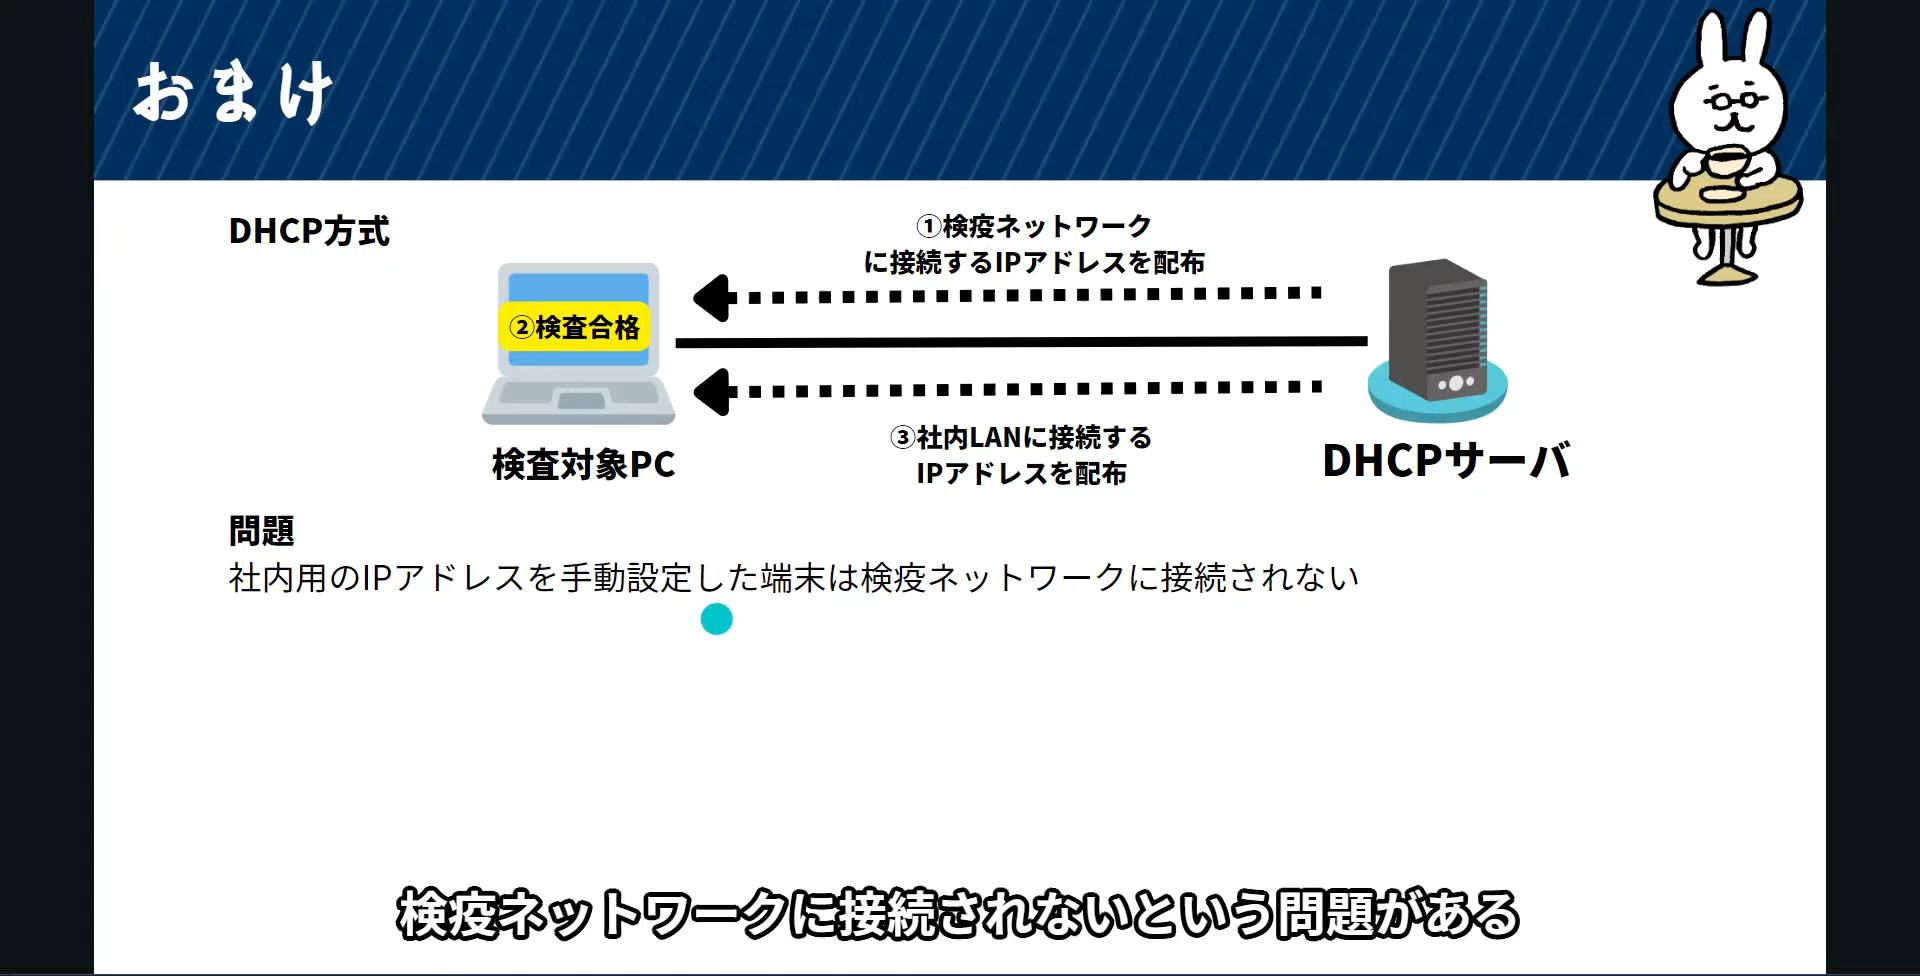 おまけ
DHCP方式
①検疫ネットワーク
に接続するIPアドレスを配布
②検査合格
③社内LANに接続する
IPアドレスを配布
検査対象PC
DHCPサーバ
問題
社内用のIPアドレスを手動設定した端末は検疫ネットワークに接続されない
検疫ネットワークに接続されないという問題がある